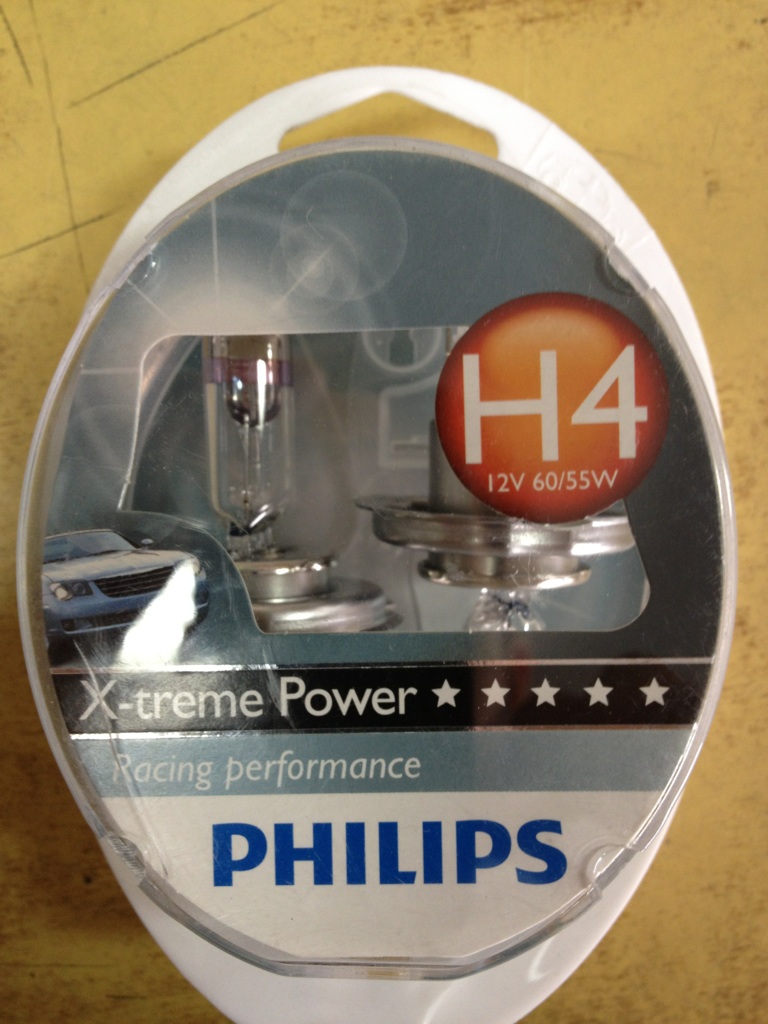 H4
12V 60/55W
X-treme Power ★ ★ ★ ★ ★
Racing performance
PHILIPS